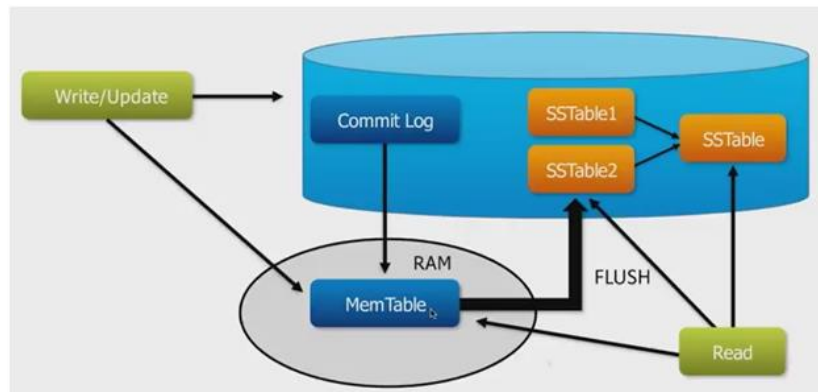 Write/Update
Commit Log
SSTable1
SSTable
SSTable2
RAM
FLUSH
MemTable
Read